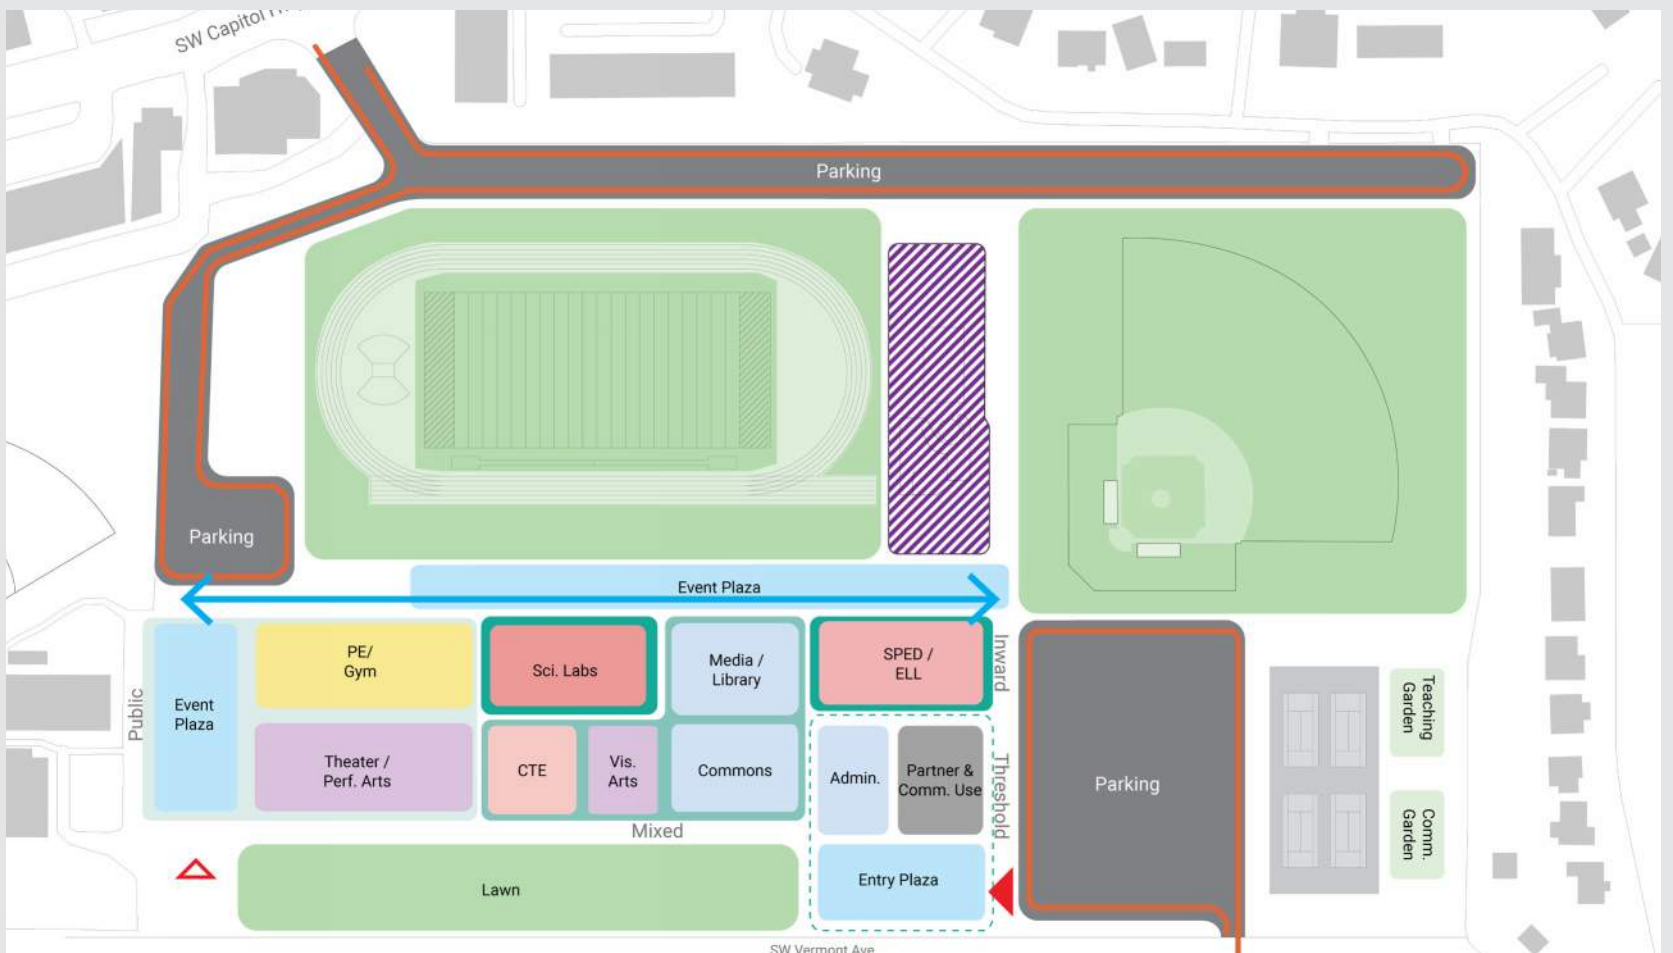 SW Capitol
Parking
Parking
Event Plaza
PE/
Gym
Sci. Labs
Media /
Library
SPED /
ELL
Inward
Public
Event
Plaza
Theater /
Perf. Arts
CTE
Vis.
Arts
Commons
Admin.
Partner &
Comm. Use
Threshold
Parking
Teaching
Garden
Comm.
Garden
Mixed
Lawn
Entry Plaza
SW Vermont Ave